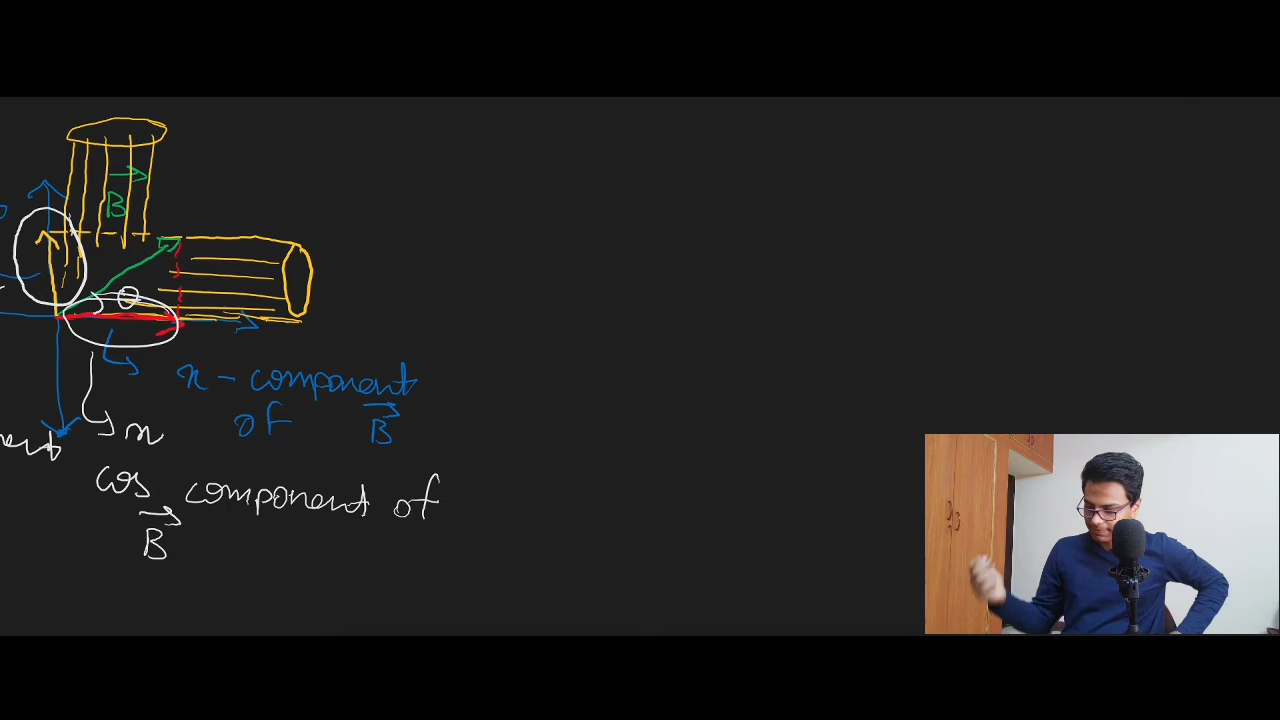 B
θ
x - component
of B
x
cos component of
B